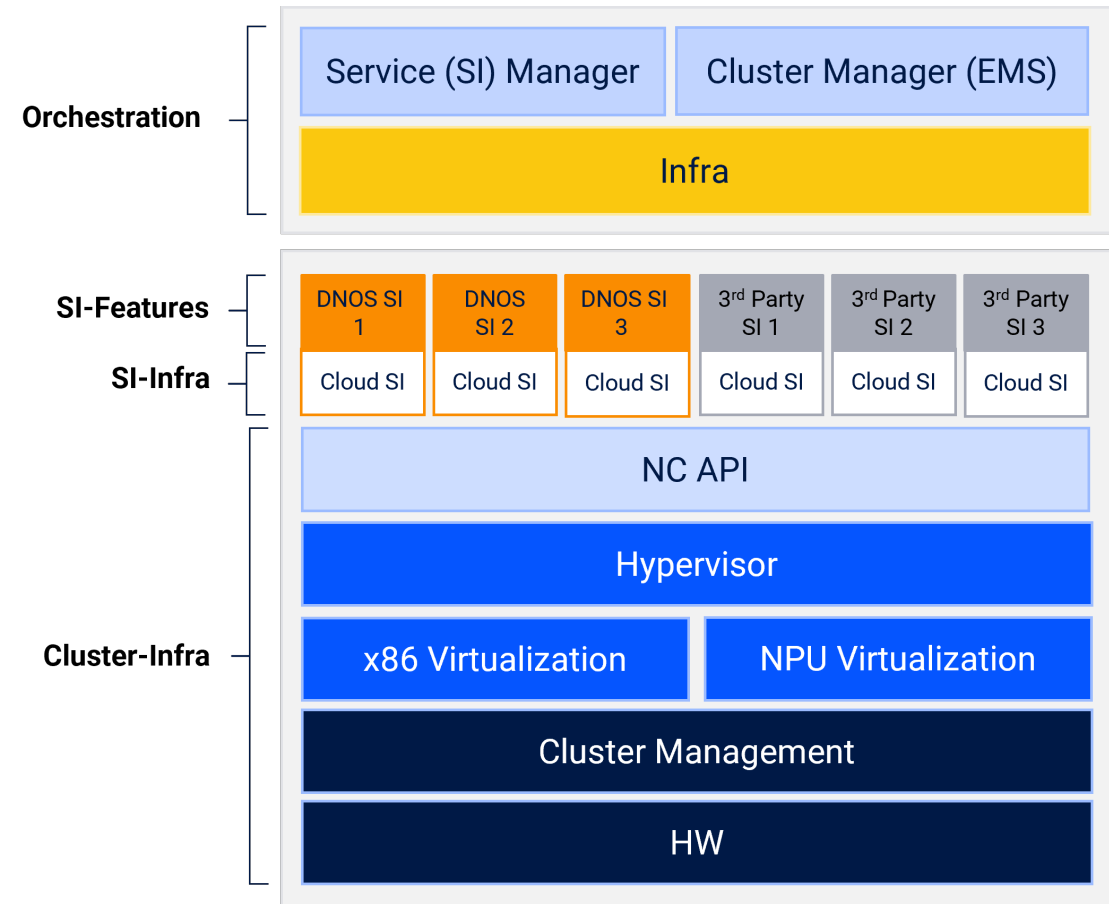 Orchestration
Service (SI) Manager
Cluster Manager (EMS)
Infra
SI-Features
DNOS SI
1
DNOS
SI 2
DNOS SI
3
3rd Party
SI 1
3rd Party
SI 2
3rd Party
SI 3
SI-Infra
Cloud SI
Cloud SI
Cloud SI
Cloud SI
Cloud SI
Cloud SI
Cluster-Infra
NC API
Hypervisor
x86 Virtualization
NPU Virtualization
Cluster Management
HW